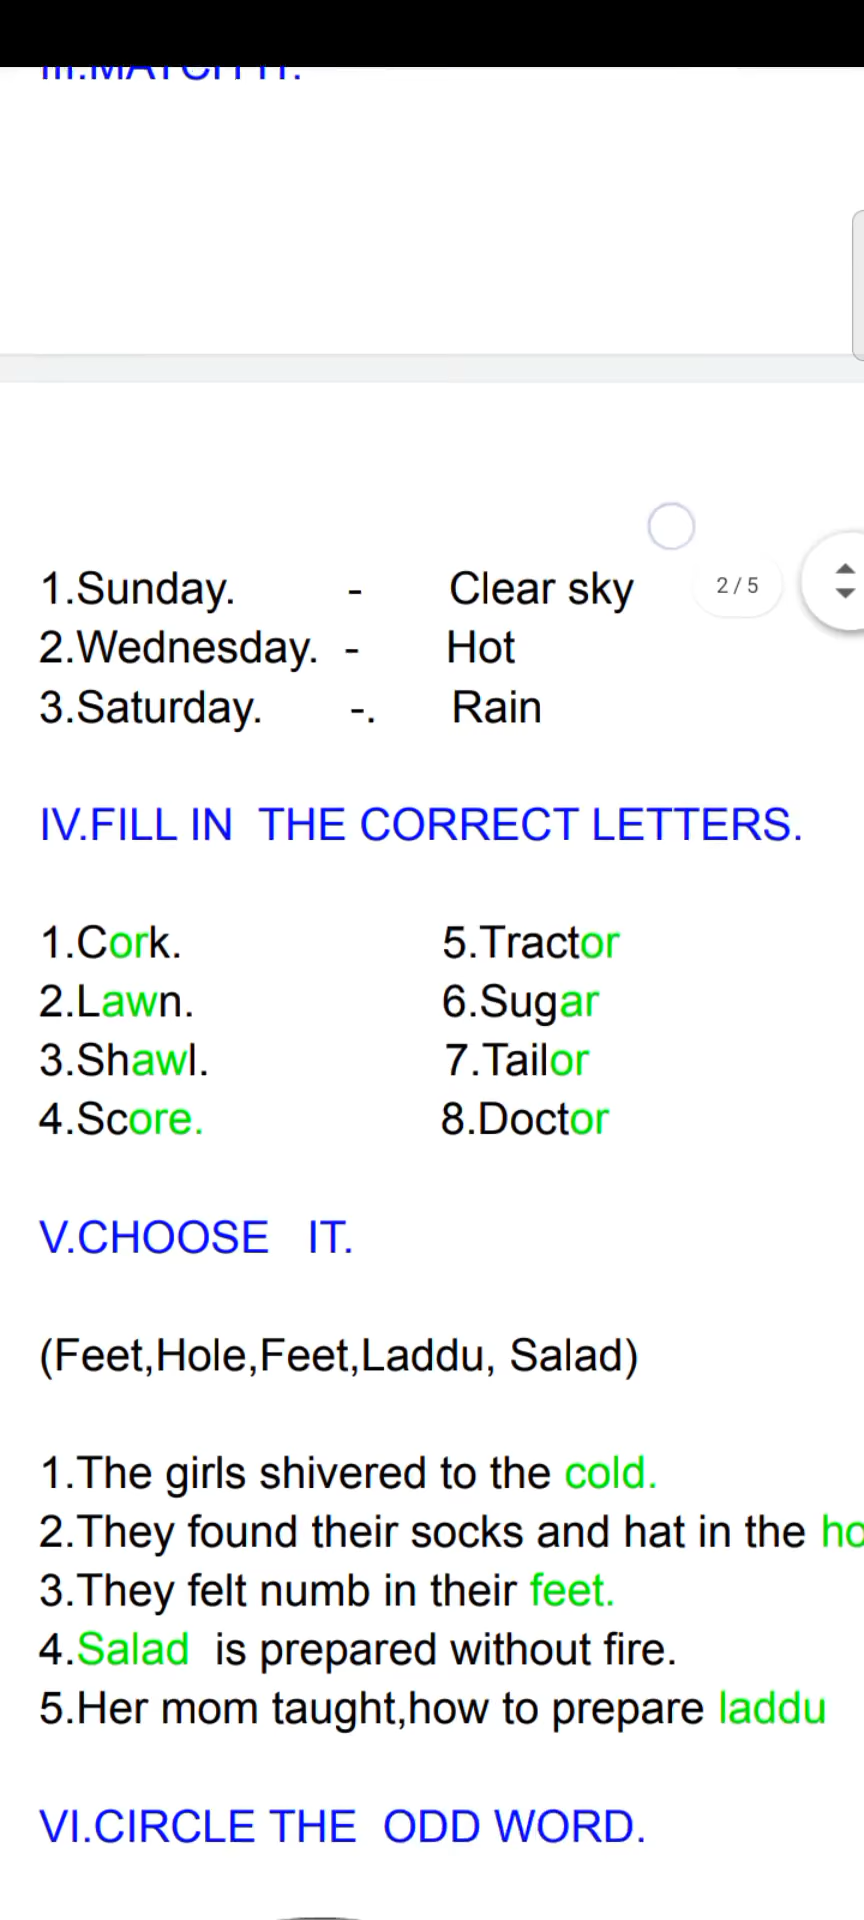 III.MATCH IT.
1.Sunday. - Clear sky
2 / 5
2.Wednesday. - Hot
3.Saturday. -. Rain
IV.FILL IN THE CORRECT LETTERS.
1.Cork. 5.Tractor
2.Lawn. 6.Sugar
3.Shawl. 7.Tailor
4.Score. 8.Doctor
V.CHOOSE IT.
(Feet,Hole,Feet,Laddu, Salad)
1.The girls shivered to the cold.
2.They found their socks and hat in the
3.They felt numb in their feet.
4.Salad is prepared without fire.
5.Her mom taught,how to prepare laddu
VI.CIRCLE THE ODD WORD.